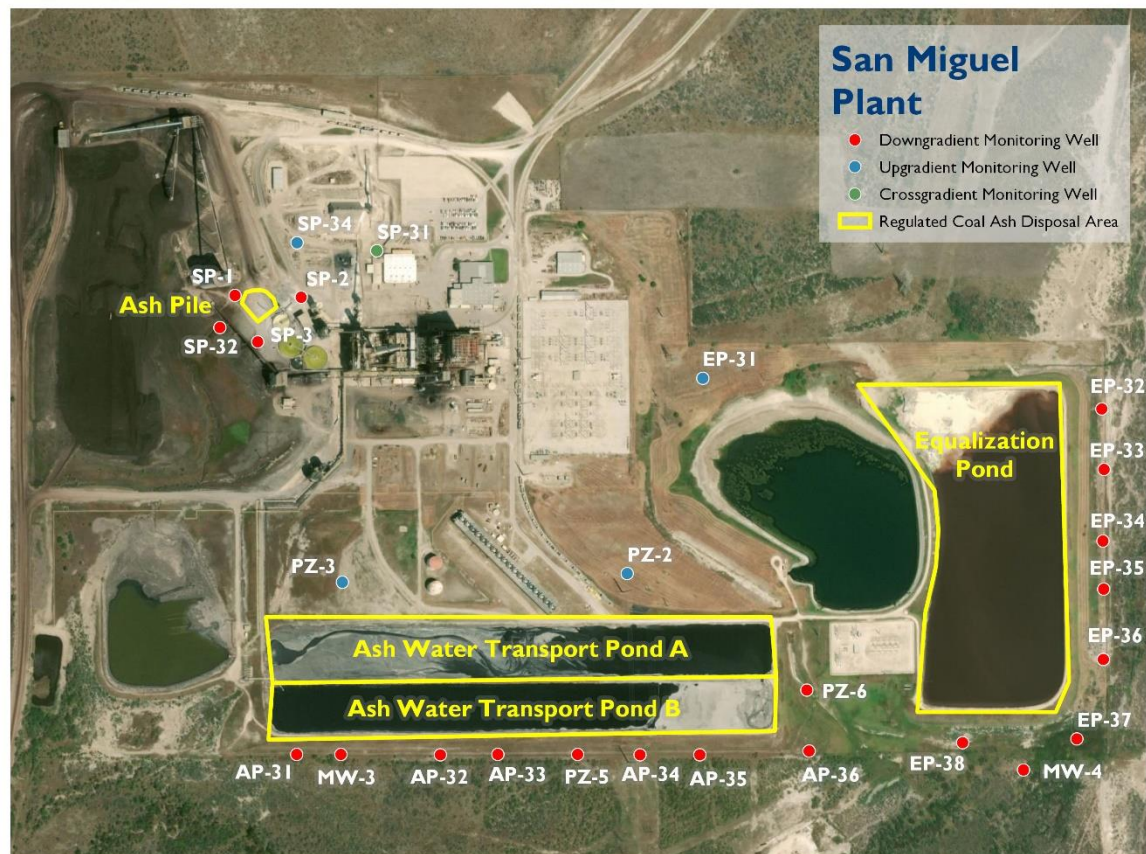 San Miguel
Plant
Downgradient Monitoring Well
Upgradient Monitoring Well
Crossgradient Monitoring Well
Regulated Coal Ash Disposal Area
SP-34
SP-31
SP-1
SP-2
Ash Pile
SP-32
SP-3
EP-31
EP-32
Equalization
Pond
EP-33
EP-34
EP-35
PZ-3
PZ-2
EP-36
Ash Water Transport Pond A
Ash Water Transport Pond B
PZ-6
EP-37
AP-31
MW-3
AP-32
AP-33
PZ-5
AP-34
AP-35
AP-36
EP-38
MW-4